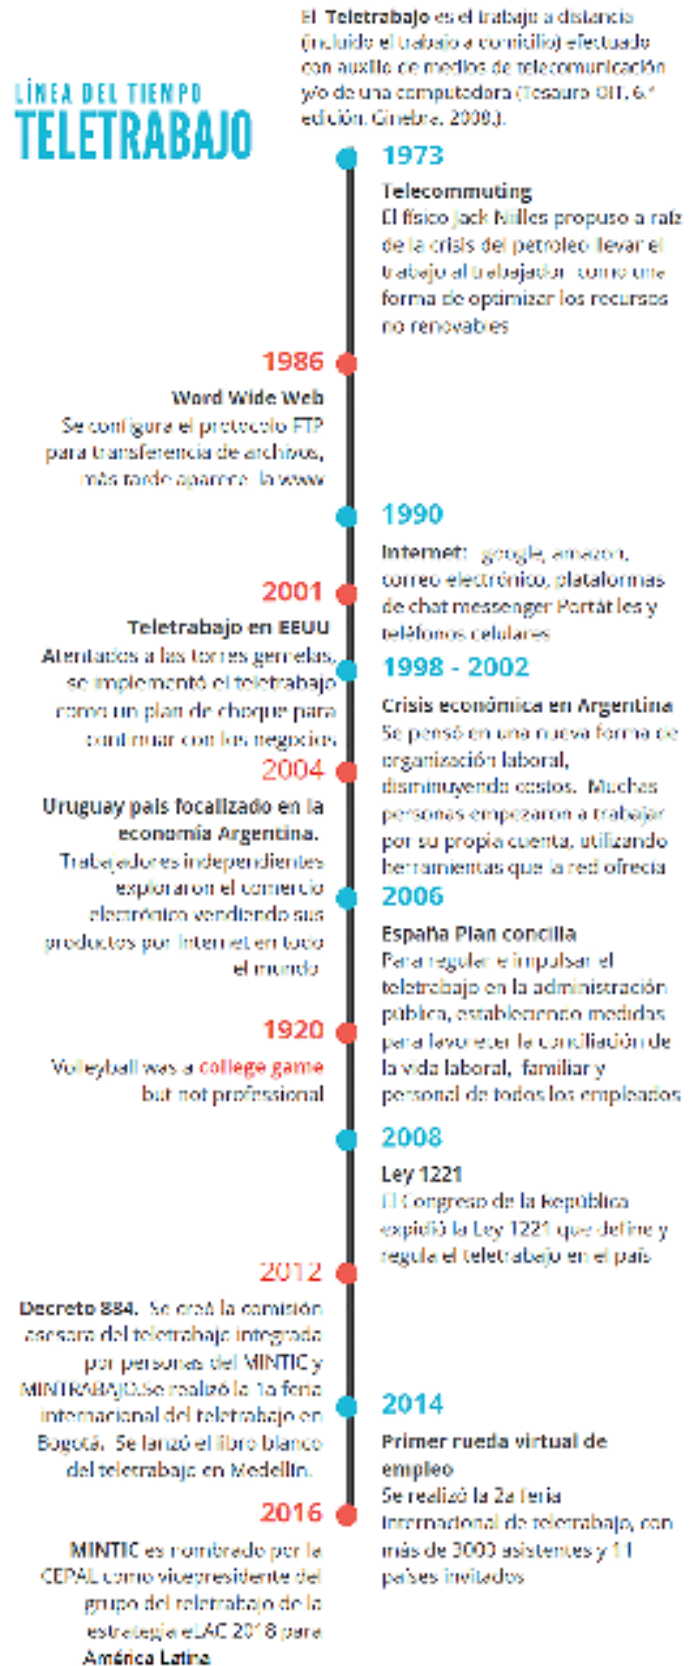 El Teletrabajo es el trabajo a distancia
(incluido el trabajo a domicilio) efectuado
con auxilio de medios de telecomunicación
y/o de una computadora (Tesauro OIT, 6.ª
edición, Ginebra, 2008.).
LÍNEA DEL TIEMPO
TELETRABAJO
1973
Telecommuting
El físico Jack Nilles propuso a raíz
de la crisis del petroleo llevar el
trabajo al trabajador como una
forma de optimizar los recursos
no renovables
1986
Word Wide Web
Se configura el protocolo FTP
para transferencia de archivos,
más tarde aparece la www
1990
Internet: google, amazon,
correo electrónico, plataformas
de chat messenger Portátiles y
teléfonos celulares
2001
Teletrabajo en EEUU
Atentados a las torres gemelas,
se implementó el teletrabajo
como un plan de choque para
continuar con los negocios
1998 - 2002
Crisis económica en Argentina
Se pensó en una nueva forma de
organización laboral,
disminuyendo costos. Muchas
personas empezaron a trabajar
por su propia cuenta, utilizando
herramientas que la red ofrecía
2004
Uruguay pais focalizado en la
economía Argentina.
Trabajadores independientes
exploraron el comercio
electrónico vendiendo sus
productos por Internet en todo
el mundo
2006
España Plan concilia
Para regular e impulsar el
teletrabajo en la administración
pública, estableciendo medidas
para favorecer la conciliación de
la vida laboral, familiar y
personal de todos los empleados
1920
Volleyball was a college game
but not professional
2008
Ley 1221
El Congreso de la República
expidió la Ley 1221 que define y
regula el teletrabajo en el país
2012
Decreto 884. Se creó la comisión
asesora del teletrabajo integrada
por personas del MINTIC y
MINTRABAJO.Se realizó la 1a feria
internacional del teletrabajo en
Bogotá. Se lanzó el libro blanco
del teletrabajo en Medellín.
2014
Primer rueda virtual de
empleo
Se realizó la 2a feria
internacional de teletrabajo, con
más de 3000 asistentes y 11
países invitados
2016
MINTIC es nombrado por la
CEPAL como vicepresidente del
grupo del teletrabajo de la
estrategia eLAC 2018 para
América Latina